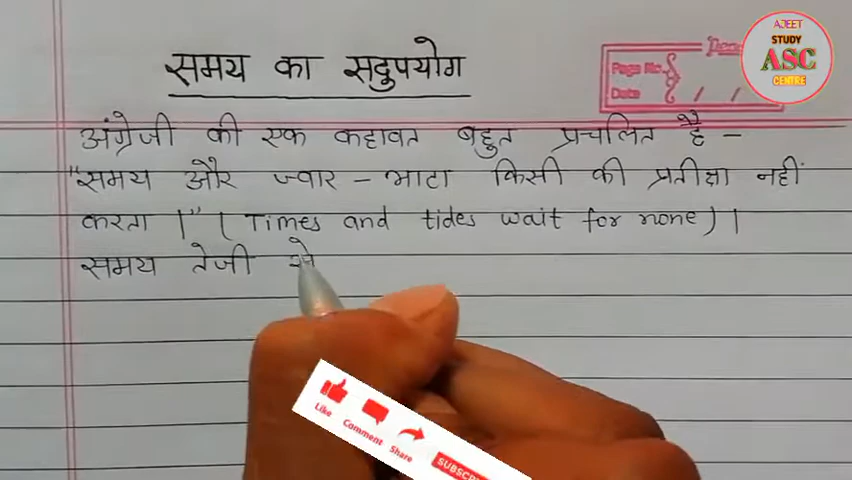 समय का सदुपयोग
AJEET
STUDY
ASC
CENTRE
Page No.
Date
अंग्रेजी की एक कहावत बहुत प्रचलित है -
"समय और ज्वार - भाटा किसी की प्रतीक्षा नहीं
करता ।" ( Times and tides wait for none) ।
समय तेजी से
Like
Comment
Share